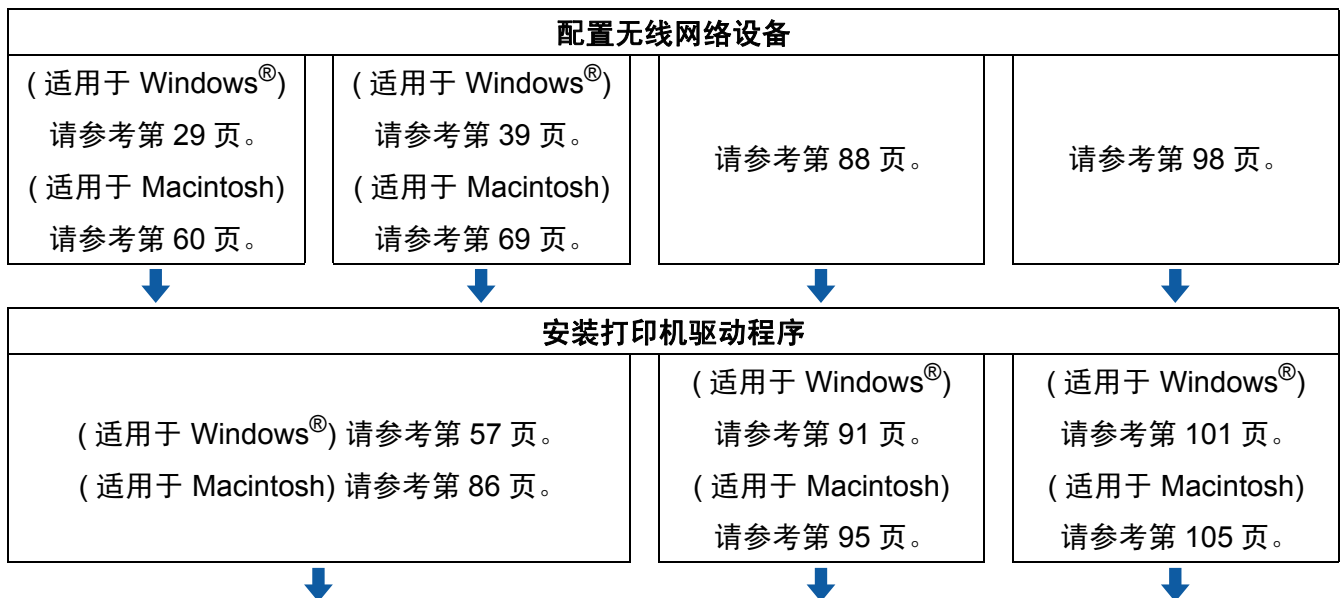 配置无线网络设备
( 适用于 Windows®)
请参考第 29 页。
( 适用于 Macintosh)
请参考第 60 页。
( 适用于 Windows®)
请参考第 39 页。
( 适用于 Macintosh)
请参考第 69 页。
请参考第 88 页。
请参考第 98 页。
安装打印机驱动程序
( 适用于 Windows®) 请参考第 57 页。
( 适用于 Macintosh) 请参考第 86 页。
( 适用于 Windows®)
请参考第 91 页。
( 适用于 Macintosh)
请参考第 95 页。
( 适用于 Windows®)
请参考第 101 页。
( 适用于 Macintosh)
请参考第 105 页。